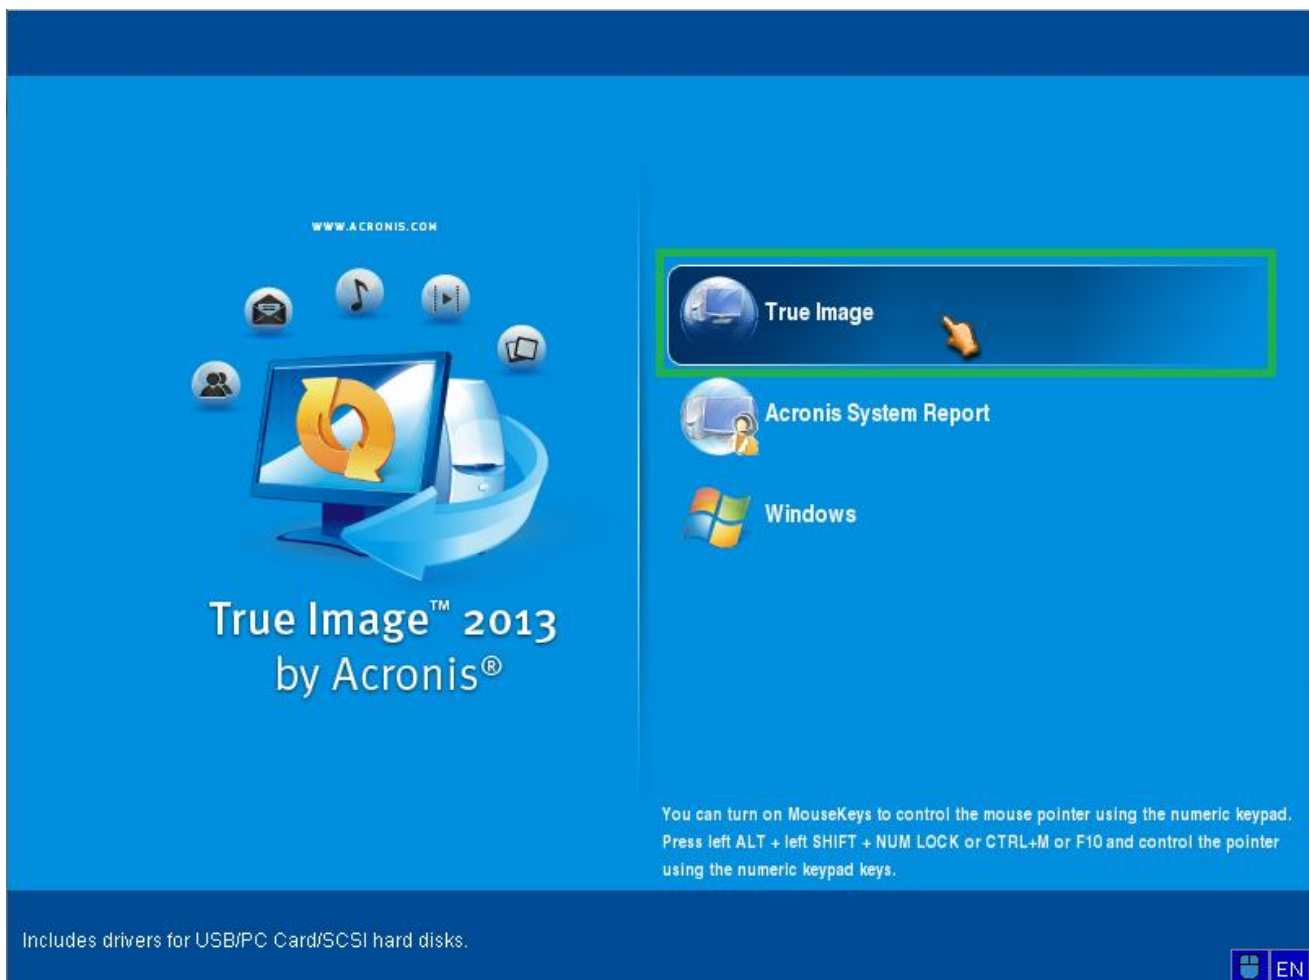 WWW.ACRONIS.COM
True Image™ 2013
by Acronis®
True Image
Acronis System Report
Windows
You can turn on MouseKeys to control the mouse pointer using the numeric keypad.
Press left ALT + left SHIFT + NUM LOCK or CTRL+M or F10 and control the pointer
using the numeric keypad keys.
Includes drivers for USB/PC Card/SCSI hard disks.
EN